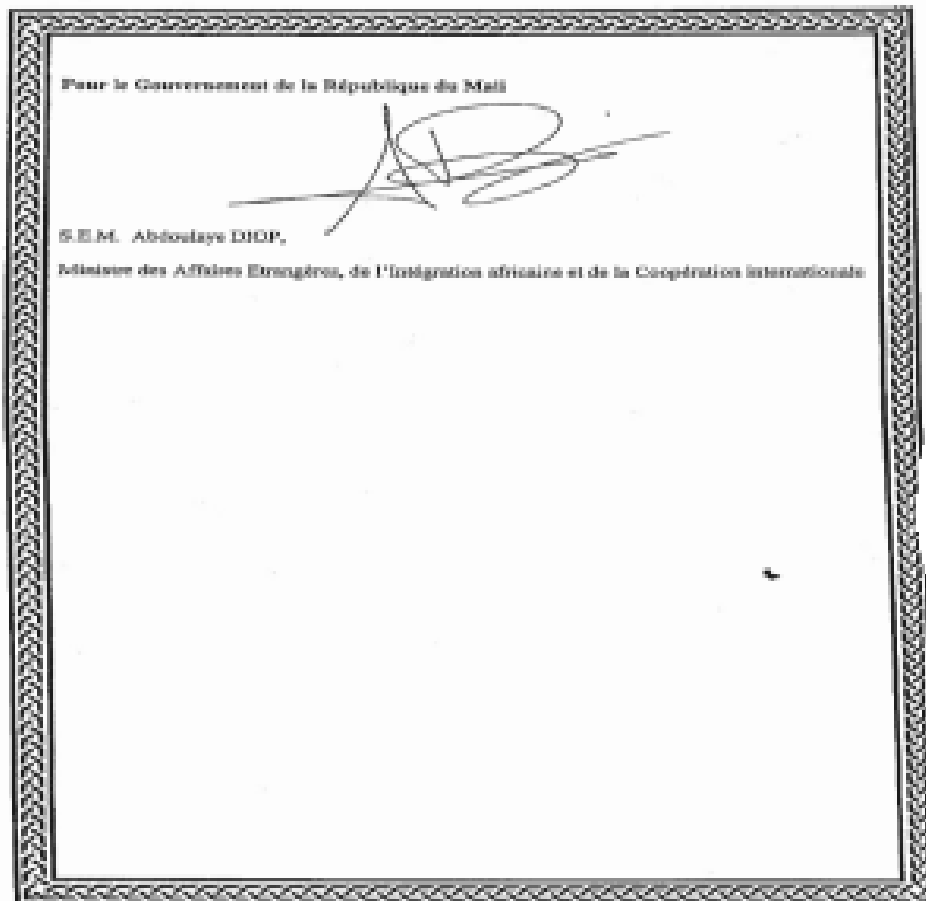 Pour le Gouvernement de la République du Mali
S.E.M. Abdoulaye DIOP,
Ministre des Affaires Etrangères, de l'Intégration africaine et de la Coopération internationale